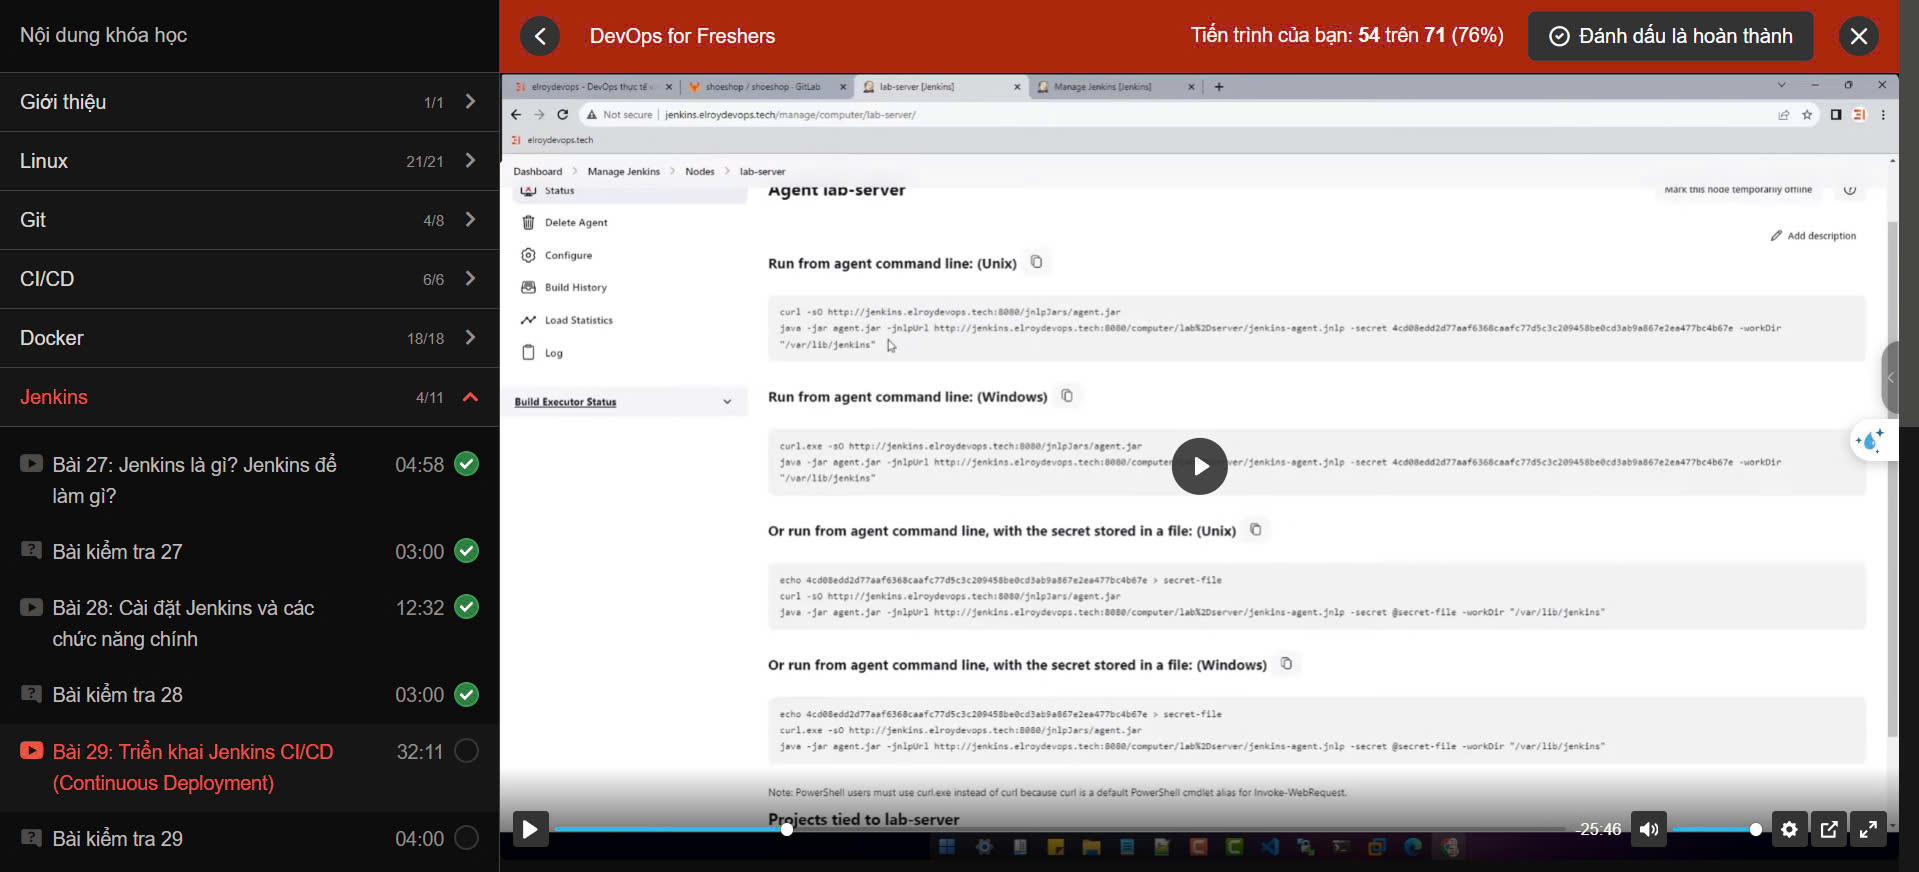 Nội dung khóa học
Giới thiệu 1/1
Linux 21/21
Git 4/8
CI/CD 6/6
Docker 18/18
Jenkins 4/11
Bài 27: Jenkins là gì? Jenkins để
làm gì?
04:58
Bài kiểm tra 27 03:00
Bài 28: Cài đặt Jenkins và các
chức năng chính
12:32
Bài kiểm tra 28 03:00
Bài 29: Triển khai Jenkins CI/CD
(Continuous Deployment)
32:11
Bài kiểm tra 29 04:00
DevOps for Freshers
Tiến trình của bạn: 54 trên 71 (76%)
Đánh dấu là hoàn thành
elroydevops - DevOps thực tế
shoeshop / shoeshop · GitLab
lab-server [Jenkins]
Manage Jenkins [Jenkins]
Not secure | jenkins.elroydevops.tech/manage/computer/lab-server/
elroydevops.tech
Dashboard > Manage Jenkins > Nodes > lab-server
Status
Delete Agent
Configure
Build History
Load Statistics
Log
Build Executor Status
Agent lab-server
Mark this node temporarily offline
Add description
Run from agent command line: (Unix)
curl -sO http://jenkins.elroydevops.tech:8080/jnlpJars/agent.jar
java -jar agent.jar -jnlpUrl http://jenkins.elroydevops.tech:8080/computer/lab%2Dserver/jenkins-agent.jnlp -secret 4cd08edd2d77aaf6368caafc77d5c3c209458be0cd3ab9a867e2ea477bc4b67e -workDir
"/var/lib/jenkins"
Run from agent command line: (Windows)
curl.exe -sO http://jenkins.elroydevops.tech:8080/jnlpJars/agent.jar
java -jar agent.jar -jnlpUrl http://jenkins.elroydevops.tech:8080/computer ver/jenkins-agent.jnlp -secret 4cd08edd2d77aaf6368caafc77d5c3c209458be0cd3ab9a867e2ea477bc4b67e -workDir
"/var/lib/jenkins"
Or run from agent command line, with the secret stored in a file: (Unix)
echo 4cd08edd2d77aaf6368caafc77d5c3c209458be0cd3ab9a867e2ea477bc4b67e > secret-file
curl -sO http://jenkins.elroydevops.tech:8080/jnlpJars/agent.jar
java -jar agent.jar -jnlpUrl http://jenkins.elroydevops.tech:8080/computer/lab%2Dserver/jenkins-agent.jnlp -secret @secret-file -workDir "/var/lib/jenkins"
Or run from agent command line, with the secret stored in a file: (Windows)
echo 4cd08edd2d77aaf6368caafc77d5c3c209458be0cd3ab9a867e2ea477bc4b67e > secret-file
curl.exe -sO http://jenkins.elroydevops.tech:8080/jnlpJars/agent.jar
java -jar agent.jar -jnlpUrl http://jenkins.elroydevops.tech:8080/computer/lab%2Dserver/jenkins-agent.jnlp -secret @secret-file -workDir "/var/lib/jenkins"
Note: PowerShell users must use curl.exe instead of curl because curl is a default PowerShell cmdlet alias for Invoke-WebRequest.
Projects tied to lab-server
-25:46